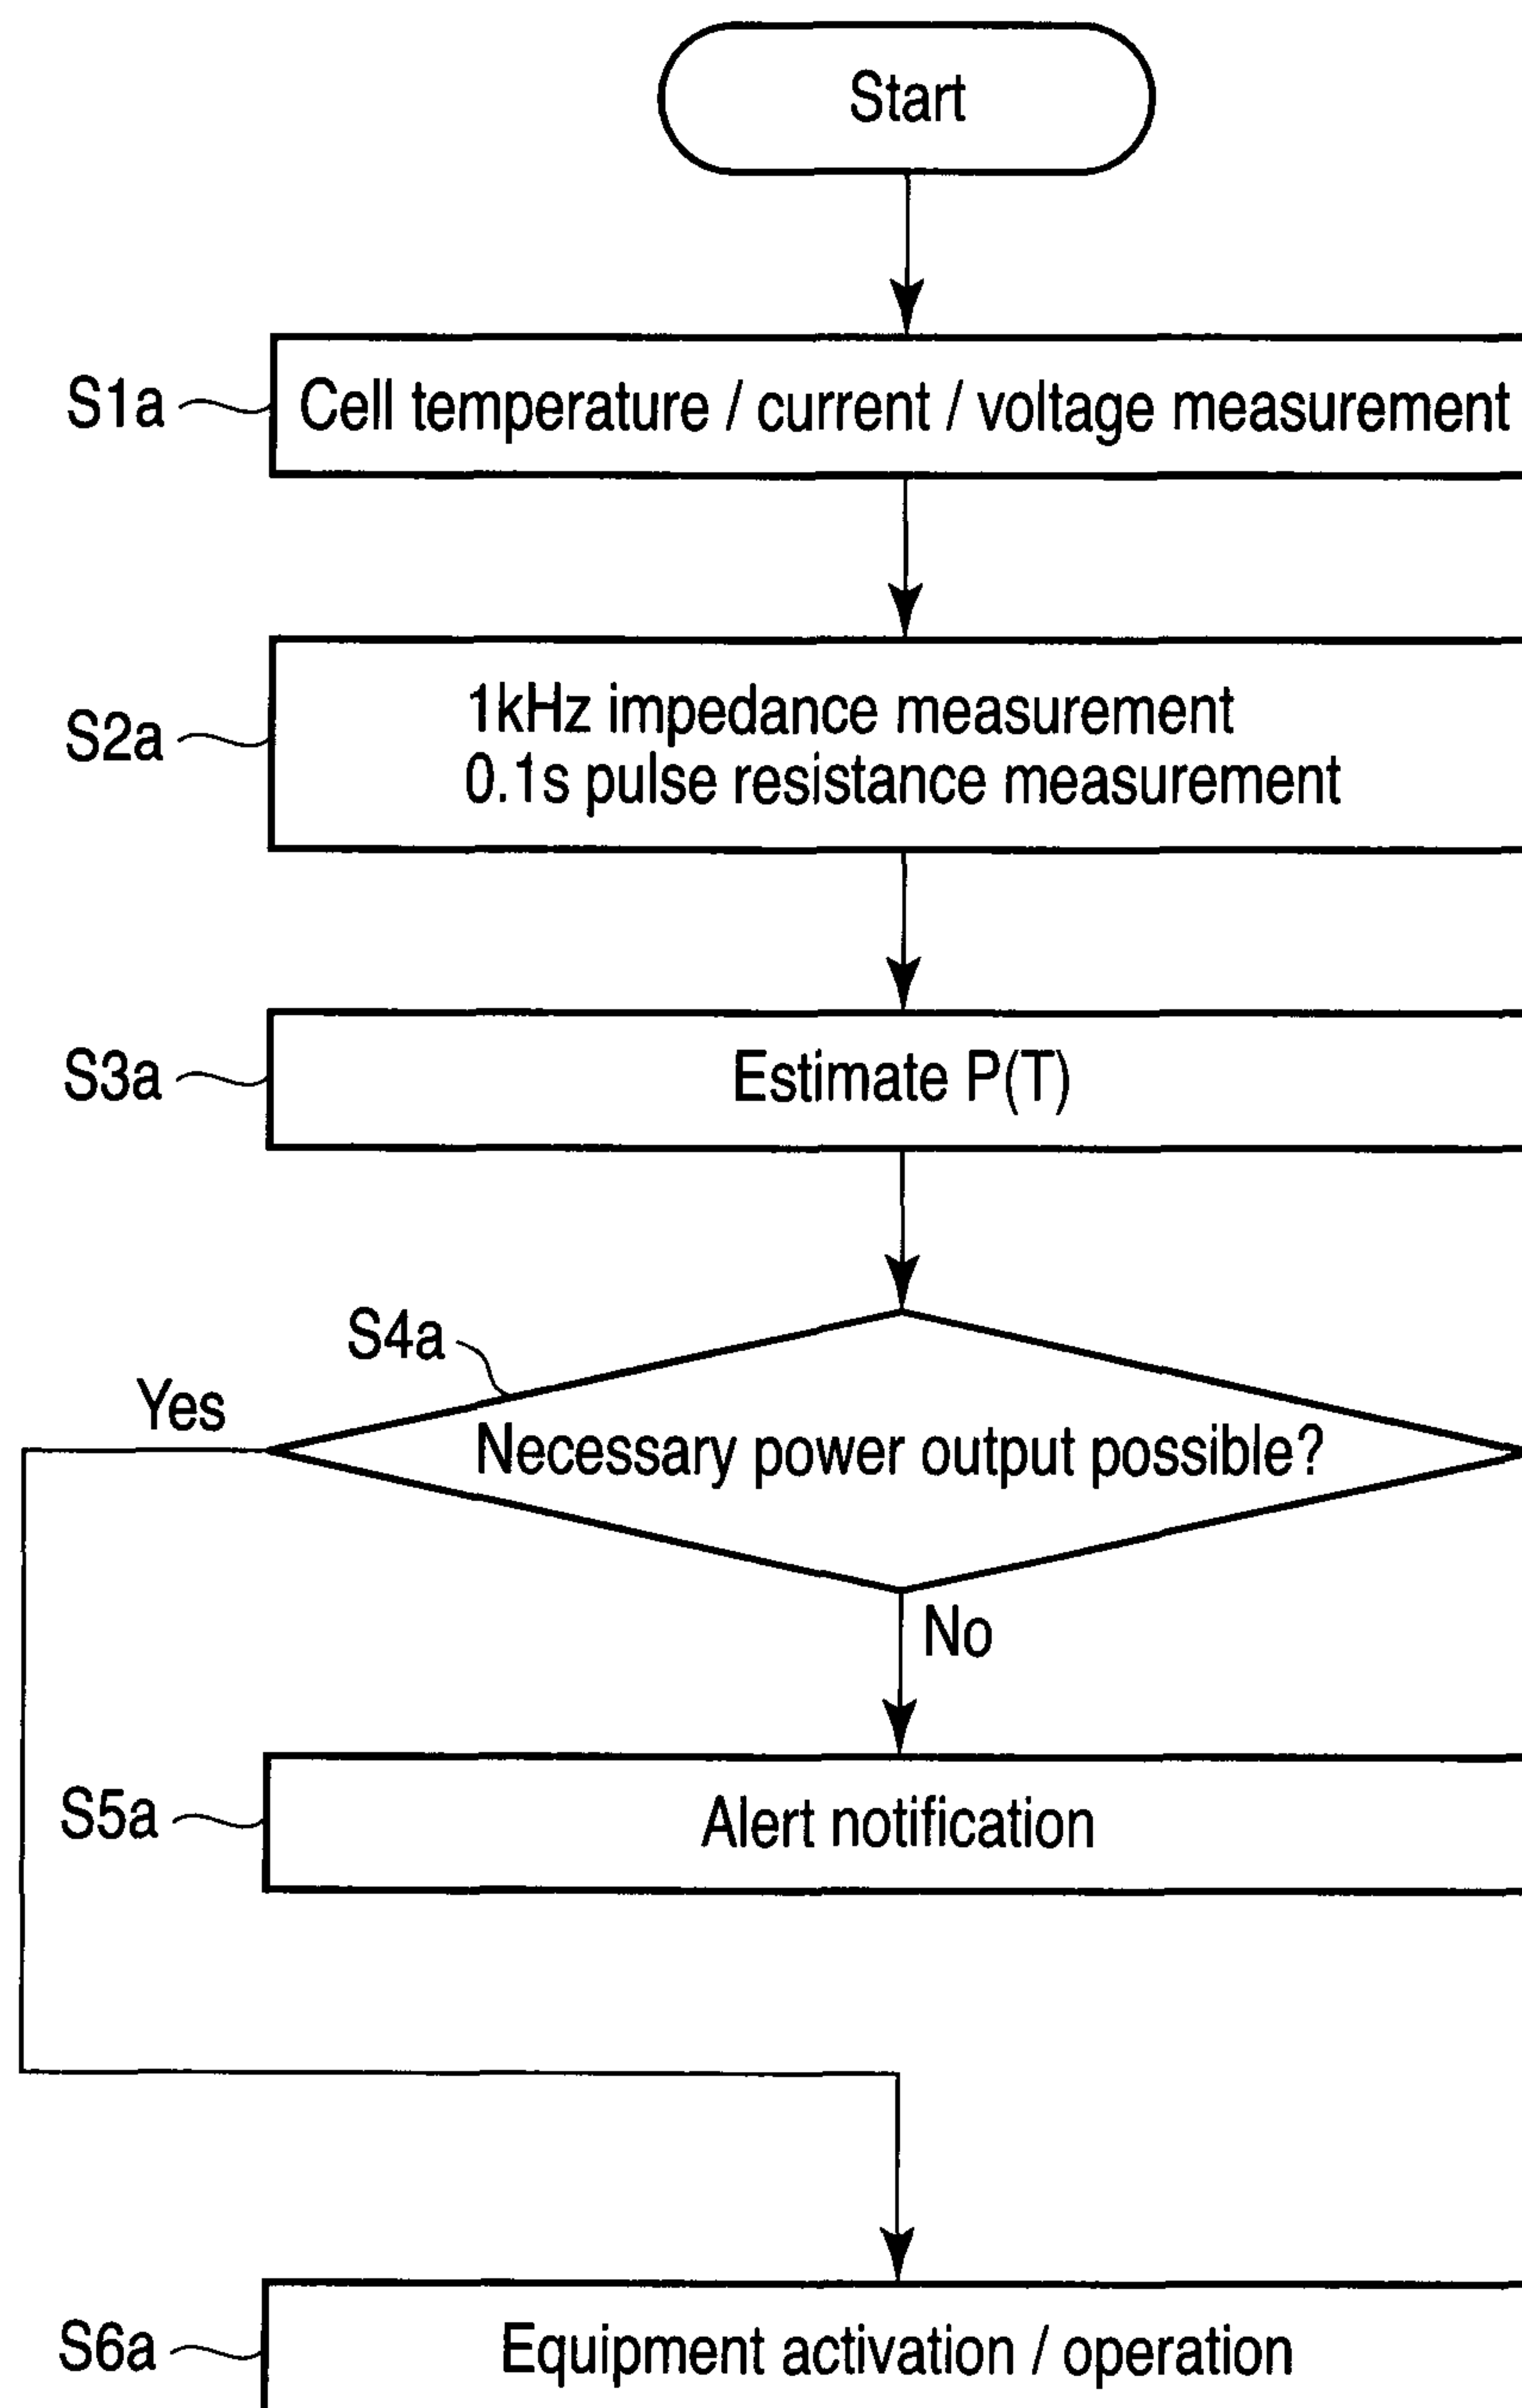 Start
S1a
Cell temperature / current / voltage measurement
S2a
1kHz impedance measurement
0.1s pulse resistance measurement
S3a
Estimate P(T)
S4a
Yes
Necessary power output possible?
No
S5a
Alert notification
S6a
Equipment activation / operation